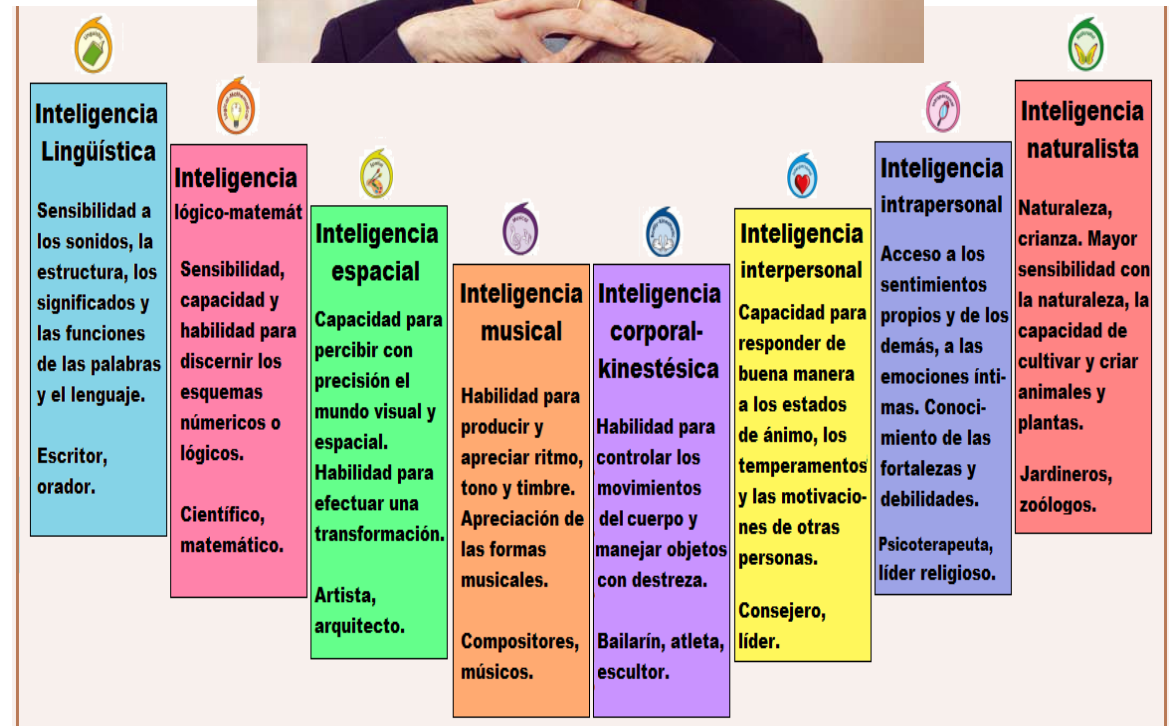 Inteligencia
Lingüística
Sensibilidad a
los sonidos, la
estructura, los
significados y
las funciones
de las palabras
y el lenguaje.
Escritor,
orador.
Inteligencia
lógico-matemát
Sensibilidad,
capacidad y
habilidad para
discernir los
esquemas
númericos o
lógicos.
Científico,
matemático.
Inteligencia
espacial
Capacidad para
percibir con
precisión el
mundo visual y
espacial.
Habilidad para
efectuar una
transformación.
Artista,
arquitecto.
Inteligencia
musical
Habilidad para
producir y
apreciar ritmo,
tono y timbre.
Apreciación de
las formas
musicales.
Compositores,
músicos.
Inteligencia
corporal-
kinestésica
Habilidad para
controlar los
movimientos
del cuerpo y
manejar objetos
con destreza.
Bailarín, atleta,
escultor.
Inteligencia
interpersonal
Capacidad para
responder de
buena manera
a los estados
de ánimo, los
temperamentos
y las motivacio-
nes de otras
personas.
Consejero,
líder.
Inteligencia
intrapersonal
Acceso a los
sentimientos
propios y de los
demás, a las
emociones ínti-
mas. Conoci-
miento de las
fortalezas y
debilidades.
Psicoterapeuta,
líder religioso.
Inteligencia
naturalista
Naturaleza,
crianza. Mayor
sensibilidad con
la naturaleza, la
capacidad de
cultivar y criar
animales y
plantas.
Jardineros,
zoólogos.